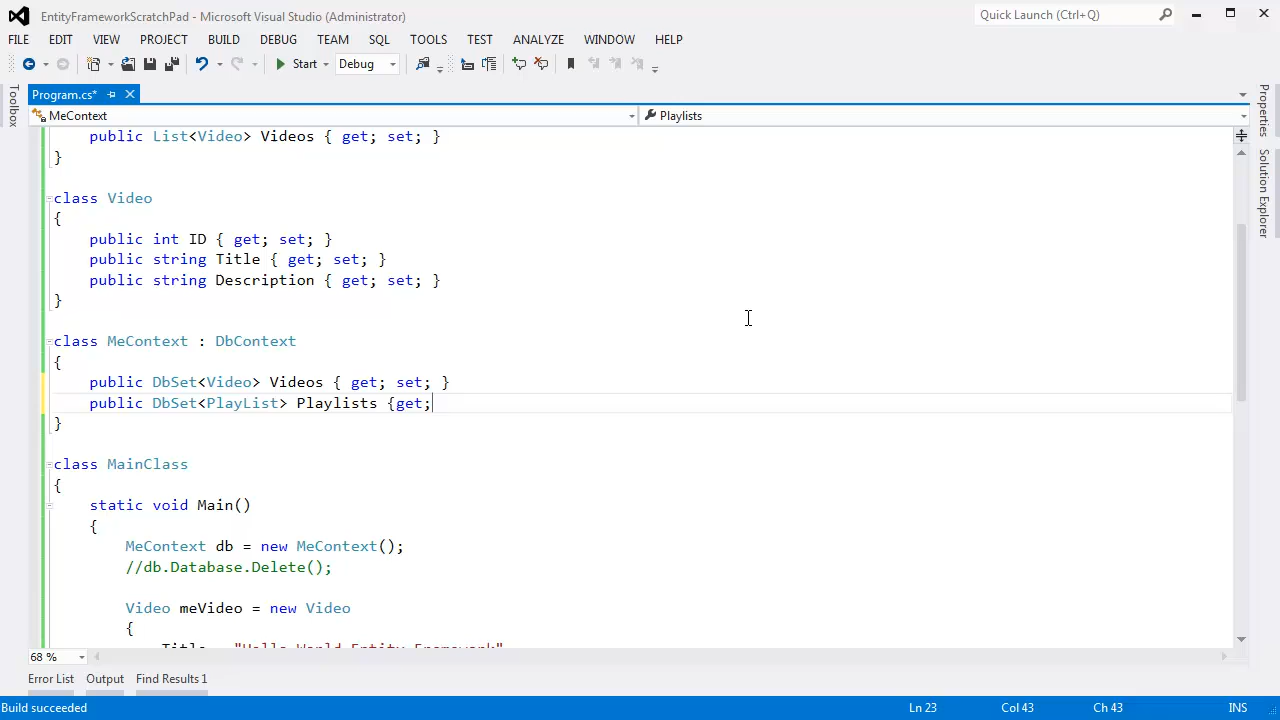 EntityFrameworkScratchPad - Microsoft Visual Studio (Administrator)
Quick Launch (Ctrl+Q)
FILE EDIT VIEW PROJECT BUILD DEBUG TEAM SQL TOOLS TEST ANALYZE WINDOW HELP
Start Debug
Toolbox
Program.cs*
Properties
Solution Explorer
MeContext Playlists
public List<Video> Videos { get; set; }
}
class Video
{
public int ID { get; set; }
public string Title { get; set; }
public string Description { get; set; }
}
class MeContext : DbContext
{
public DbSet<Video> Videos { get; set; }
public DbSet<PlayList> Playlists {get;
}
class MainClass
{
static void Main()
{
MeContext db = new MeContext();
//db.Database.Delete();
Video meVideo = new Video
{
Title = "Hello World Entity Framework"
68 %
Error List Output Find Results 1
Build succeeded Ln 23 Col 43 Ch 43 INS